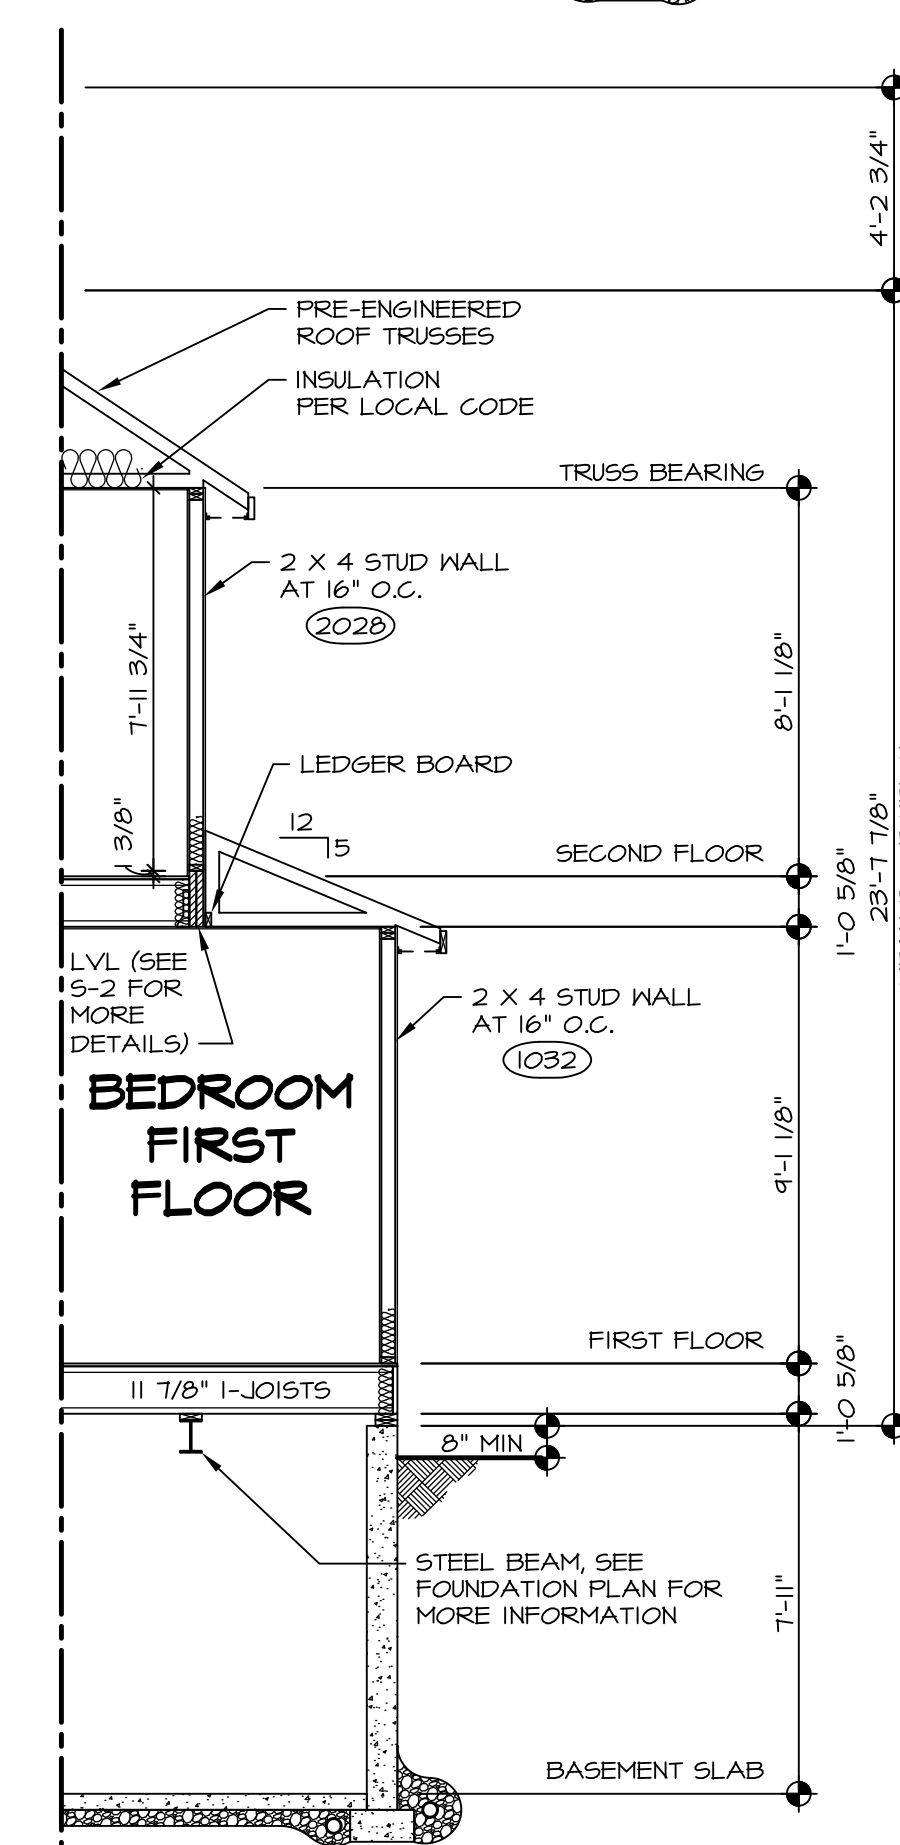 4'-2 3/4"
PRE-ENGINEERED
ROOF TRUSSES
INSULATION
PER LOCAL CODE
TRUSS BEARING
2 X 4 STUD WALL
AT 16" O.C.
2028
7'-11 3/4"
8'-1 1/8"
LEDGER BOARD
1 3/8"
12
5
SECOND FLOOR
1'-0 5/8"
23'-7 7/8"
LVL (SEE
S-2 FOR
MORE
DETAILS)
2 X 4 STUD WALL
AT 16" O.C.
1032
BEDROOM
FIRST
FLOOR
9'-1 1/8"
FIRST FLOOR
11 7/8" I-JOISTS
1'-0 5/8"
8" MIN
STEEL BEAM, SEE
FOUNDATION PLAN FOR
MORE INFORMATION
7'-11"
BASEMENT SLAB